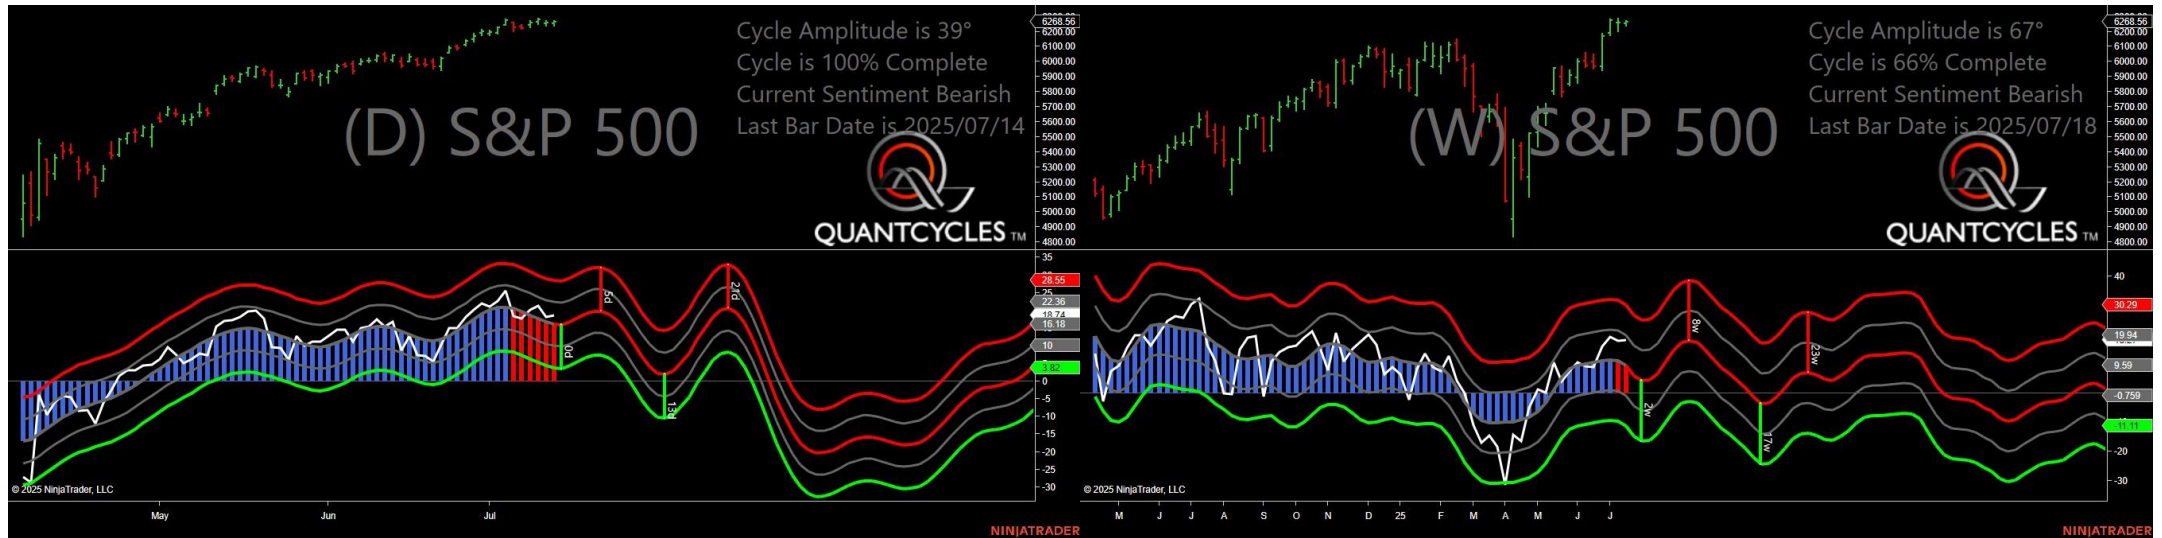 Cycle Amplitude is 39°
Cycle is 100% Complete
Current Sentiment Bearish
Last Bar Date is 2025/07/14
(D) S&P 500
QUANTCYCLES TM
6268.56
6200.00
6100.00
6000.00
5900.00
5800.00
5700.00
5600.00
5500.00
5400.00
5300.00
5200.00
5100.00
5000.00
4900.00
4800.00
35
28.55
25
22.36
18.74
16.18
10
3.82
0
-5
-10
-15
-20
-25
-30
0d
5d
13d
21d
© 2025 NinjaTrader, LLC
May
Jun
Jul
NINJATRADER
Cycle Amplitude is 67°
Cycle is 66% Complete
Current Sentiment Bearish
Last Bar Date is 2025/07/18
(W) S&P 500
QUANTCYCLES TM
6268.56
6200.00
6100.00
6000.00
5900.00
5800.00
5700.00
5600.00
5500.00
5400.00
5300.00
5200.00
5100.00
5000.00
4900.00
4800.00
40
30.29
19.94
9.59
-0.759
-11.11
-20
-30
2w
8w
17w
23w
© 2025 NinjaTrader, LLC
M
J
J
A
S
O
N
D
25
F
M
A
M
J
J
NINJATRADER